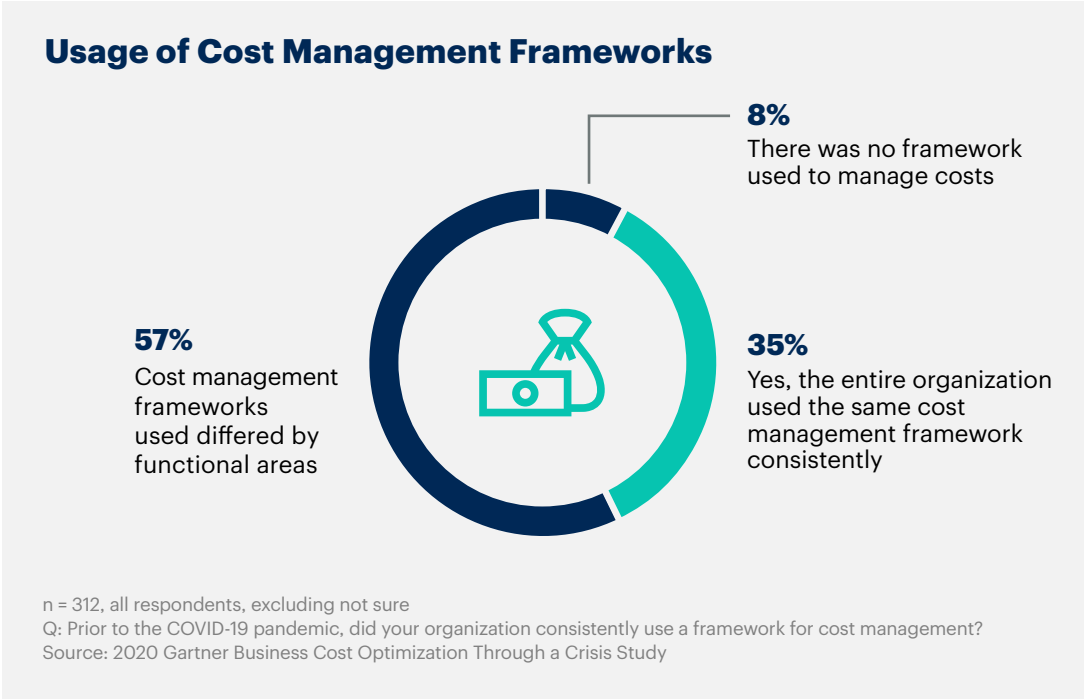 Usage of Cost Management Frameworks
8%
There was no framework
used to manage costs
57%
Cost management
frameworks
used differed by
functional areas
35%
Yes, the entire organization
used the same cost
management framework
consistently
n = 312, all respondents, excluding not sure
Q: Prior to the COVID-19 pandemic, did your organization consistently use a framework for cost management?
Source: 2020 Gartner Business Cost Optimization Through a Crisis Study